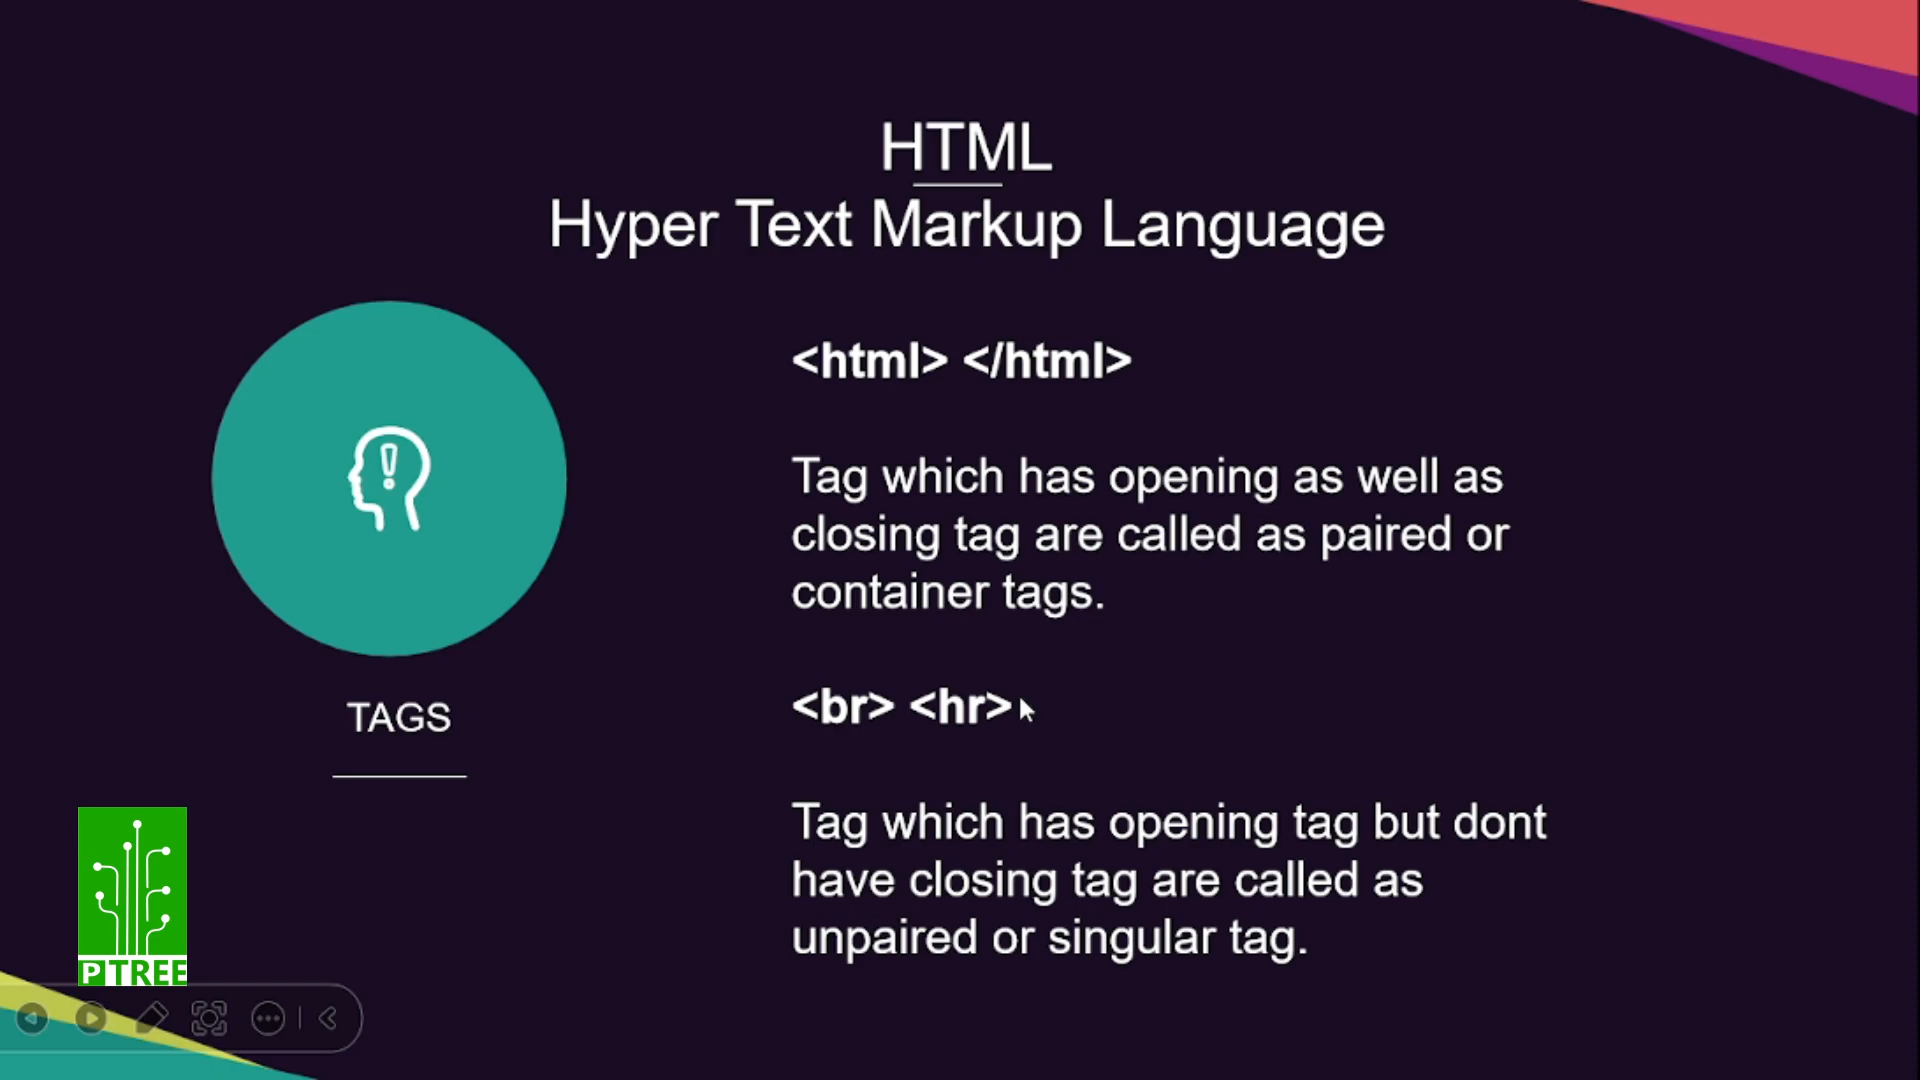 HTML
Hyper Text Markup Language
<html> </html>
Tag which has opening as well as
closing tag are called as paired or
container tags.
<br> <hr>
Tag which has opening tag but dont
have closing tag are called as
unpaired or singular tag.
TAGS
PTREE